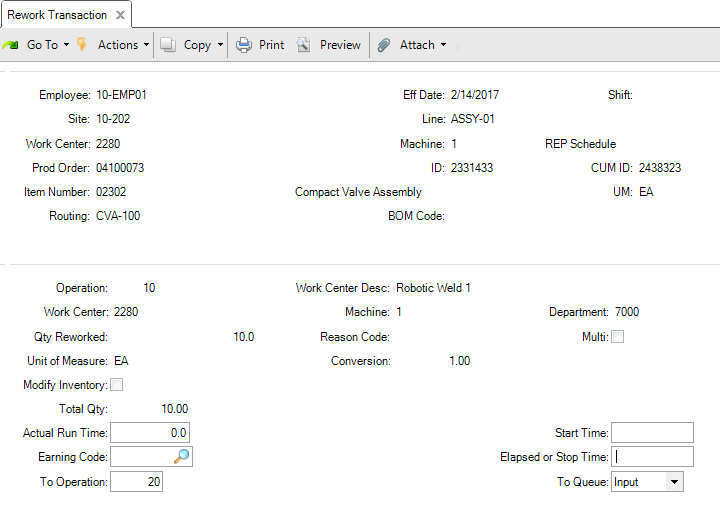 Rework Transaction
Go To Actions Copy Print Preview Attach
Employee: 10-EMP01 Eff Date: 2/14/2017 Shift:
Site: 10-202 Line: ASSY-01
Work Center: 2280 Machine: 1 REP Schedule
Prod Order: 04100073 ID: 2331433 CUM ID: 2438323
Item Number: 02302 Compact Valve Assembly UM: EA
Routing: CVA-100 BOM Code:
Operation: 10 Work Center Desc: Robotic Weld 1
Work Center: 2280 Machine: 1 Department: 7000
Qty Reworked: 10.0 Reason Code: Multi:
Unit of Measure: EA Conversion: 1.00
Modify Inventory:
Total Qty: 10.00
Actual Run Time: 0.0 Start Time:
Earning Code: Elapsed or Stop Time:
To Operation: 20 To Queue: Input